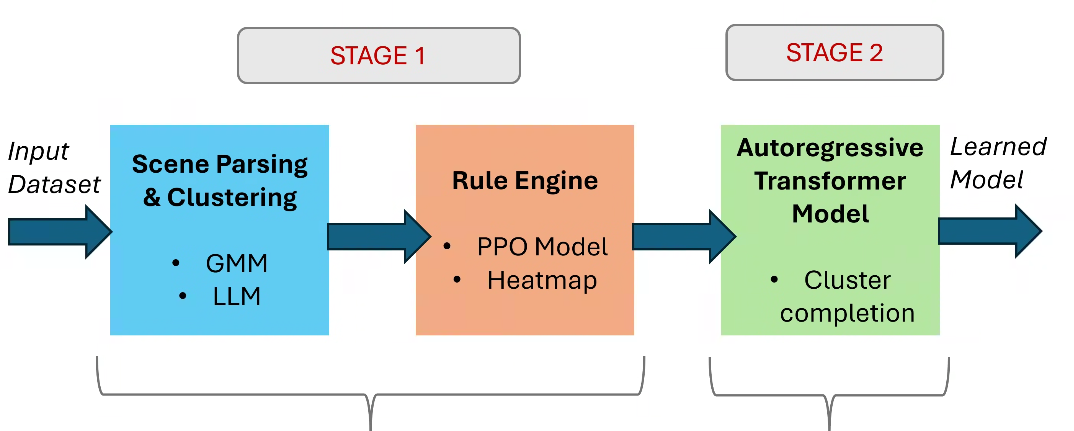 STAGE 1
STAGE 2
Input
Dataset
Scene Parsing
& Clustering
• GMM
• LLM
Rule Engine
• PPO Model
• Heatmap
Autoregressive
Transformer
Model
• Cluster
completion
Learned
Model